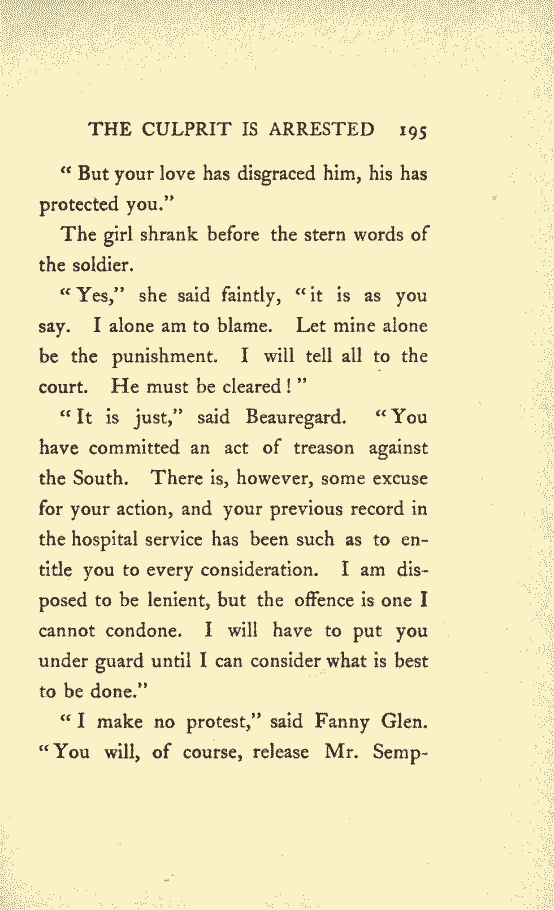 THE CULPRIT IS ARRESTED 195
“ But your love has disgraced him, his has
protected you.”
The girl shrank before the stern words of
the soldier.
“ Yes,” she said faintly, “ it is as you
say. I alone am to blame. Let mine alone
be the punishment. I will tell all to the
court. He must be cleared ! ”
“ It is just,” said Beauregard. “ You
have committed an act of treason against
the South. There is, however, some excuse
for your action, and your previous record in
the hospital service has been such as to en-
title you to every consideration. I am dis-
posed to be lenient, but the offence is one I
cannot condone. I will have to put you
under guard until I can consider what is best
to be done.”
“ I make no protest,” said Fanny Glen.
“ You will, of course, release Mr. Semp-